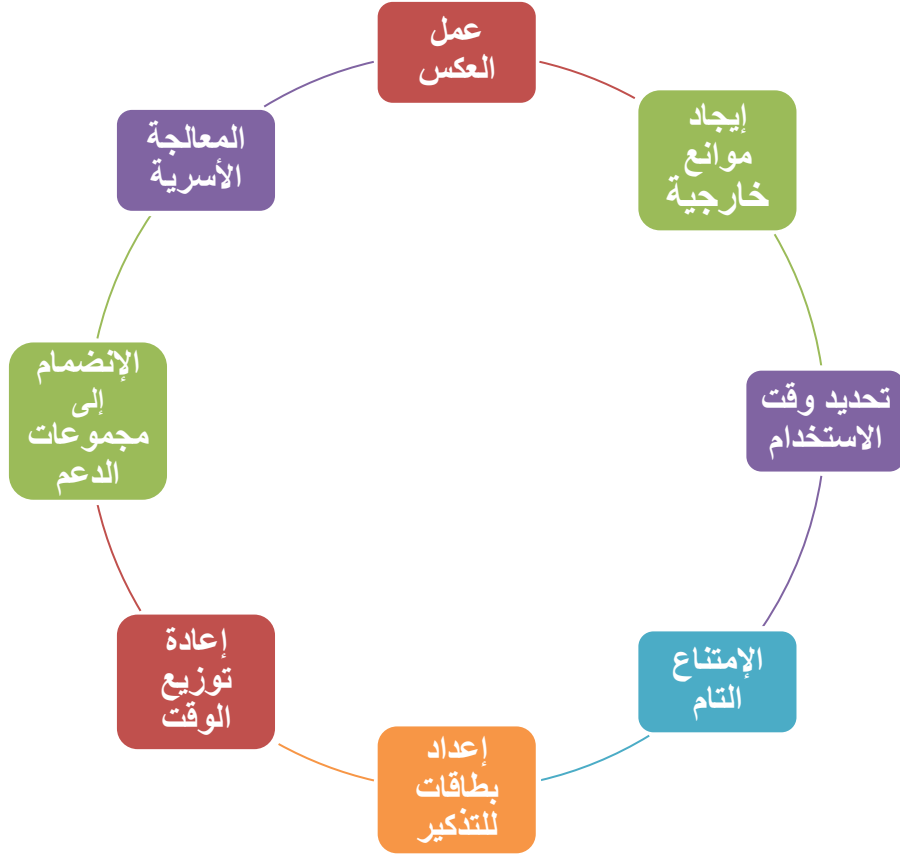 عمل
العكس
إيجاد
موانع
خارجية
تحديد وقت
الاستخدام
الإمتناع
التام
إعداد
بطاقات
للتذكير
إعادة
توزيع
الوقت
الإنضمام
إلى
مجموعات
الدعم
المعالجة
الأسرية